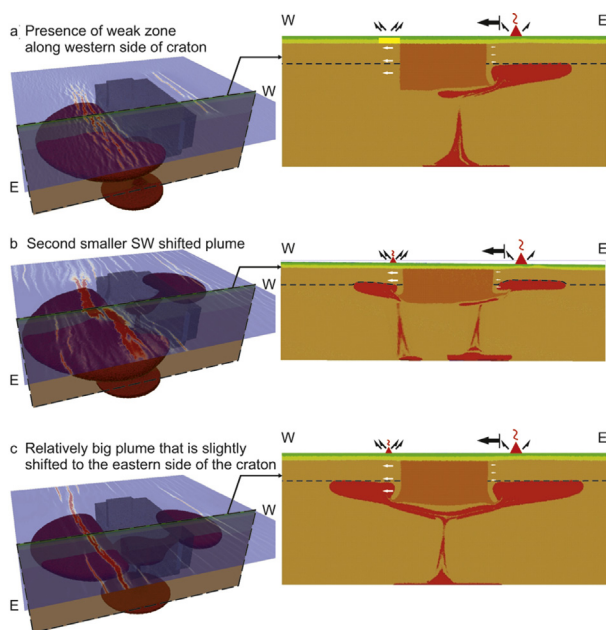 a Presence of weak zone
along western side of craton
W
E
W
E
b Second smaller SW shifted plume
W
E
W
E
c Relatively big plume that is slightly
shifted to the eastern side of the craton
W
E
W
E